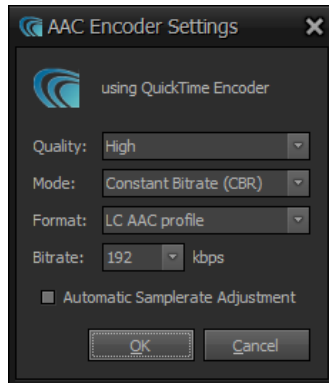 AAC Encoder Settings
using QuickTime Encoder
Quality: High
Mode: Constant Bitrate (CBR)
Format: LC AAC profile
Bitrate: 192 kbps
Automatic Samplerate Adjustment
OK Cancel